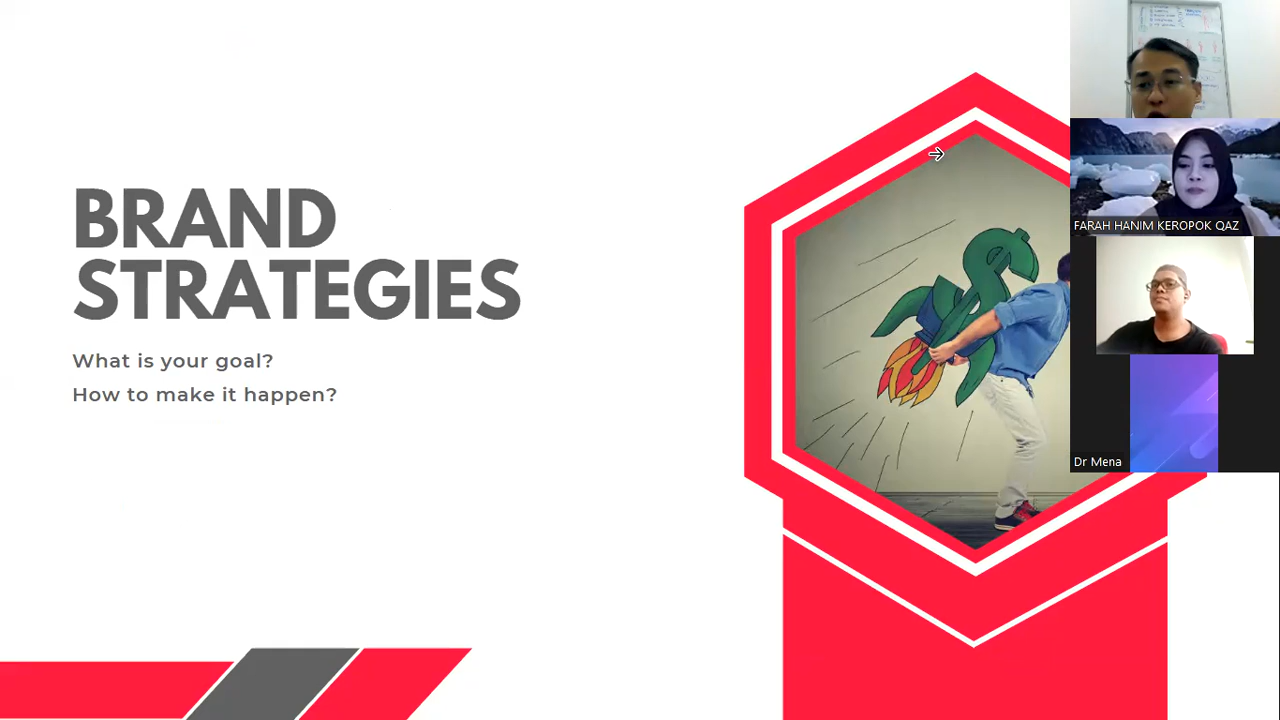 BRAND
STRATEGIES
What is your goal?
How to make it happen?
FARAH HANIM KEROPOK QAZ
Dr Mena